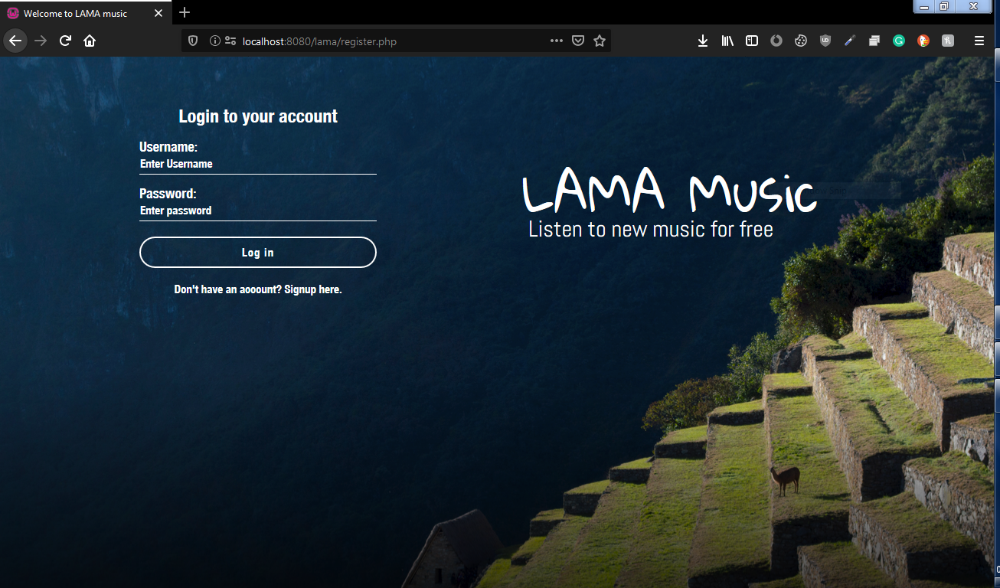 Welcome to LAMA music
localhost:8080/lama/register.php
Login to your account
Username:
Enter Username
Password:
Enter password
Log in
Don't have an aooount? Signup here.
LAMA Music
Listen to new music for free